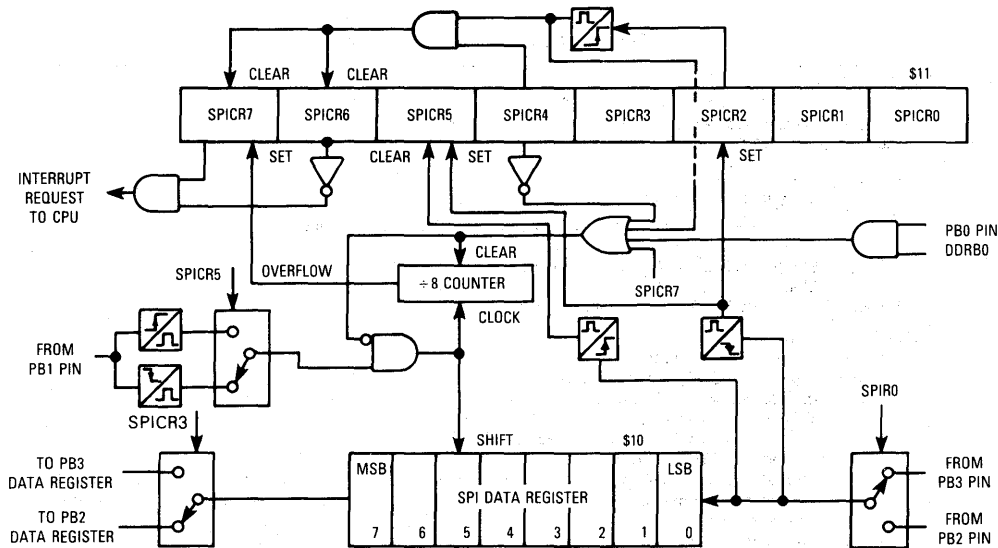 CLEAR
CLEAR
$11
SPICR7
SPICR6
SPICR5
SPICR4
SPICR3
SPICR2
SPICR1
SPICR0
SET
CLEAR
SET
SET
INTERRUPT
REQUEST
TO CPU
PB0 PIN
DDRB0
SPICR5
OVERFLOW
CLEAR
÷8 COUNTER
CLOCK
SPICR7
FROM
PB1 PIN
SPICR3
SPIR0
SHIFT
$10
TO PB3
DATA REGISTER
TO PB2
DATA REGISTER
MSB
LSB
SPI DATA REGISTER
7 6 5 4 3 2 1 0
FROM
PB3 PIN
FROM
PB2 PIN